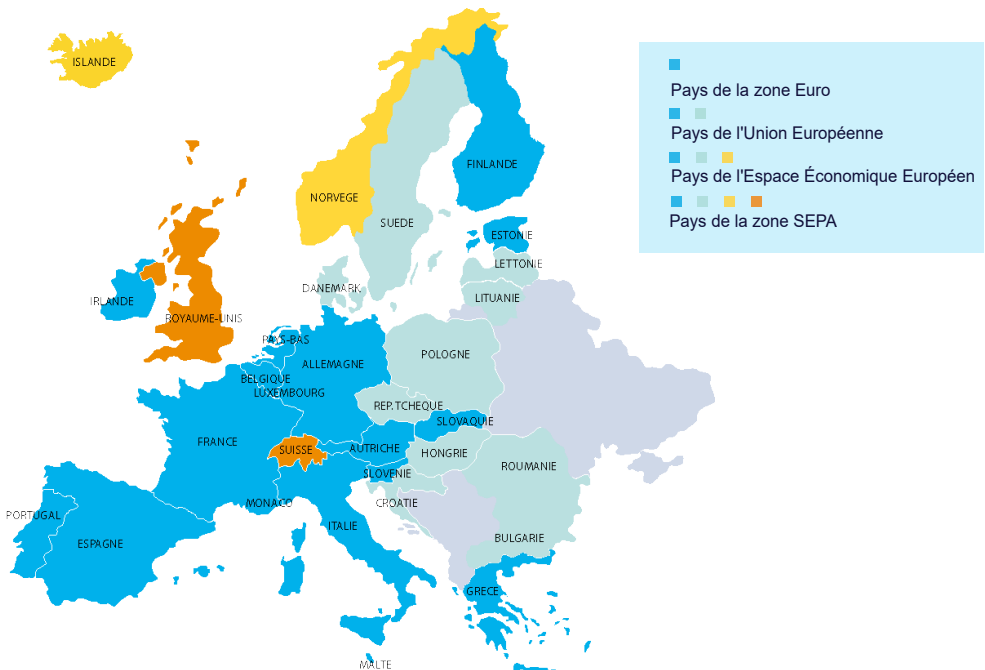 ISLANDE
Pays de la zone Euro
Pays de l'Union Européenne
Pays de l'Espace Économique Européen
Pays de la zone SEPA
FINLANDE
NORVEGE
SUEDE
ESTONIE
LETTONIE
DANEMARK
LITUANIE
IRLANDE
ROYAUME-UNIS
PAYS-BAS
POLOGNE
ALLEMAGNE
BELGIQUE
LUXEMBOURG
REP.TCHEQUE
SLOVAQUIE
FRANCE
SUISSE
AUTRICHE
HONGRIE
ROUMANIE
SLOVENIE
MONACO
CROATIE
PORTUGAL
ITALIE
ESPAGNE
BULGARIE
GRECE
MALTE